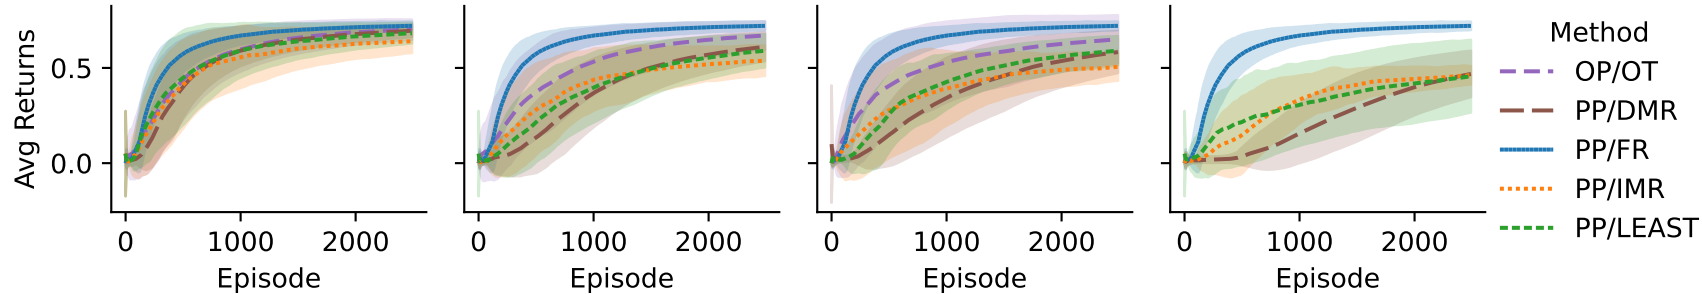 Avg Returns
0.5
0.0
0 1000 2000
Episode
0 1000 2000
Episode
0 1000 2000
Episode
0 1000 2000
Episode
Method
OP/OT
PP/DMR
PP/FR
PP/IMR
PP/LEAST